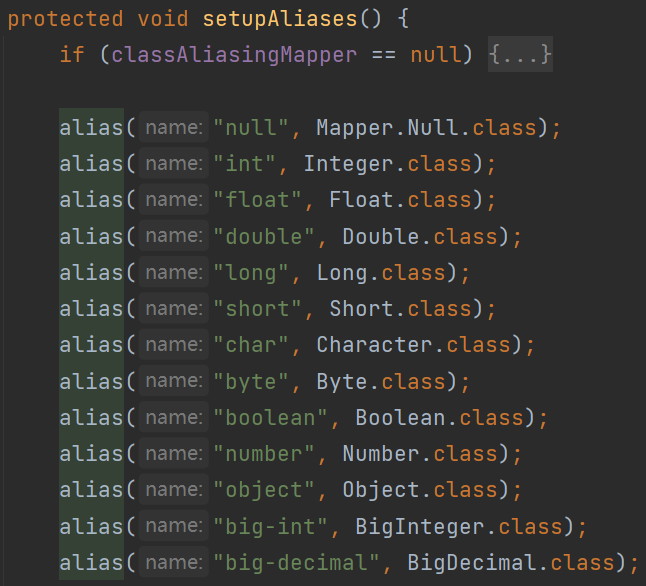 protected void setupAliases() {
if (classAliasingMapper == null) {...}
alias( name: "null", Mapper.Null.class);
alias( name: "int", Integer.class);
alias( name: "float", Float.class);
alias( name: "double", Double.class);
alias( name: "long", Long.class);
alias( name: "short", Short.class);
alias( name: "char", Character.class);
alias( name: "byte", Byte.class);
alias( name: "boolean", Boolean.class);
alias( name: "number", Number.class);
alias( name: "object", Object.class);
alias( name: "big-int", BigInteger.class);
alias( name: "big-decimal", BigDecimal.class);